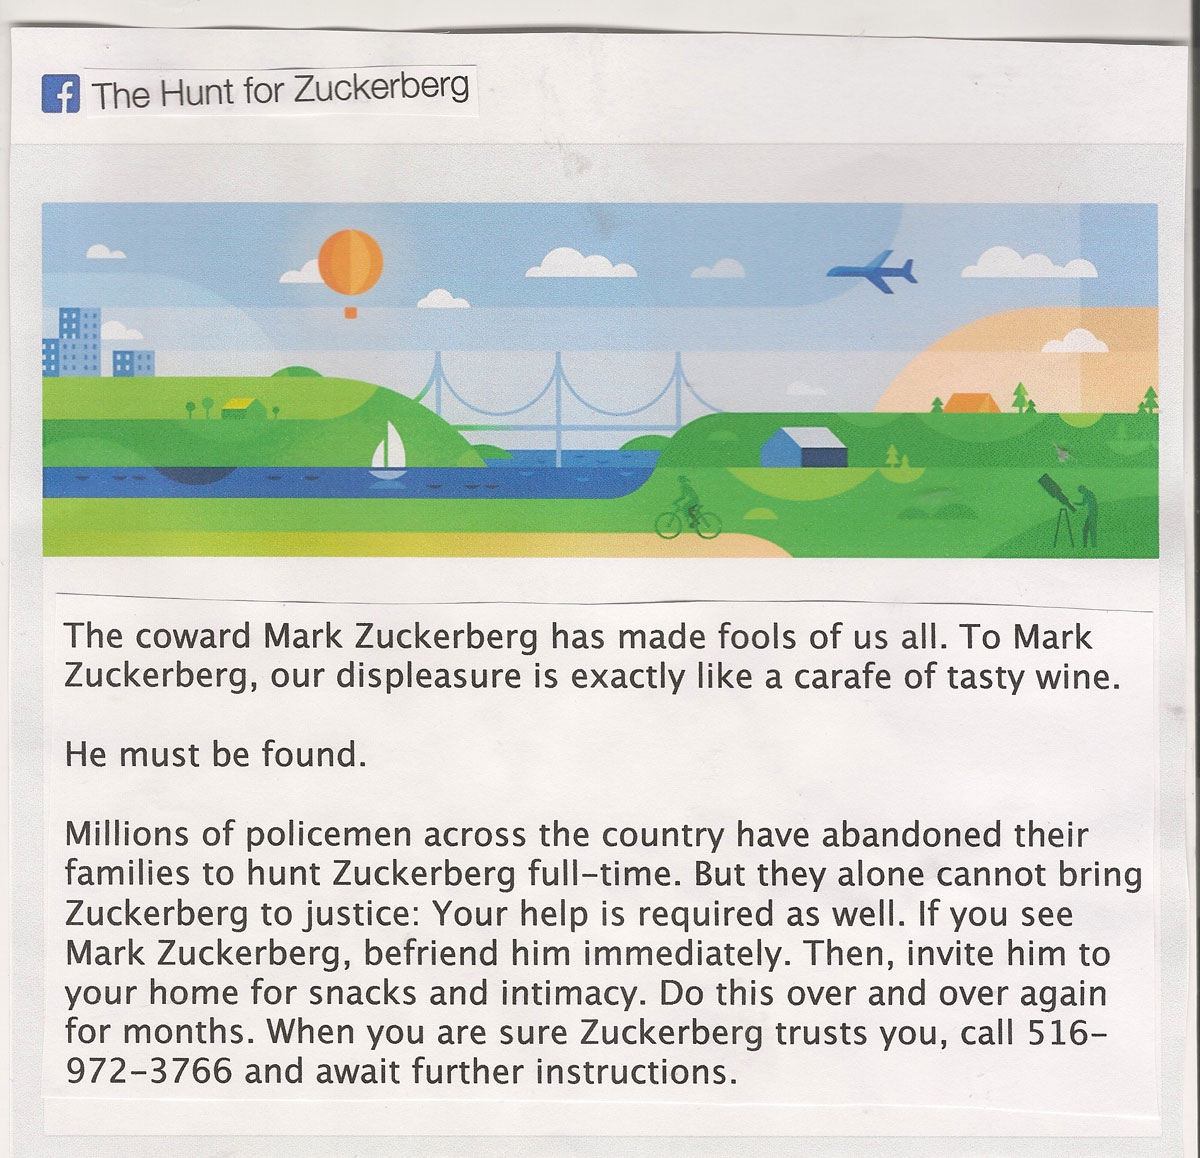 f The Hunt for Zuckerberg
The coward Mark Zuckerberg has made fools of us all. To Mark
Zuckerberg, our displeasure is exactly like a carafe of tasty wine.
He must be found.
Millions of policemen across the country have abandoned their
families to hunt Zuckerberg full-time. But they alone cannot bring
Zuckerberg to justice: Your help is required as well. If you see
Mark Zuckerberg, befriend him immediately. Then, invite him to
your home for snacks and intimacy. Do this over and over again
for months. When you are sure Zuckerberg trusts you, call 516-
972-3766 and await further instructions.